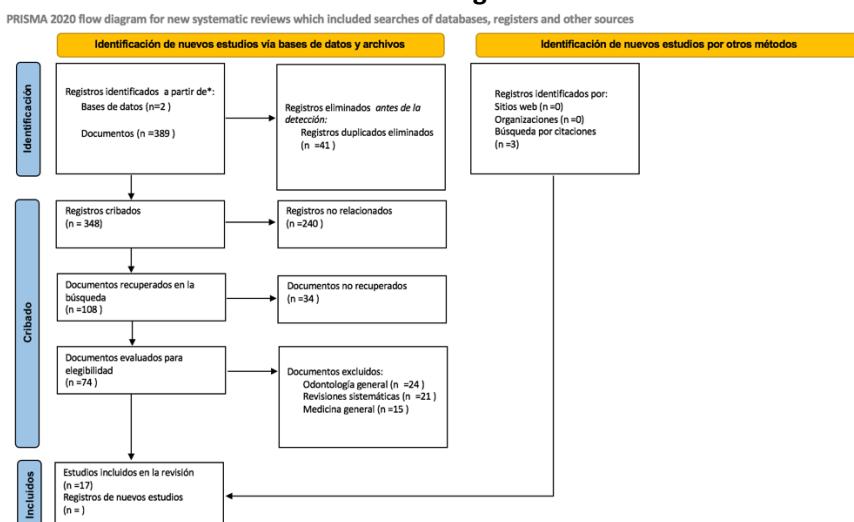 PRISMA 2020 flow diagram for new systematic reviews which included searches of databases, registers and other sources
Identificación de nuevos estudios vía bases de datos y archivos
Identificación de nuevos estudios por otros métodos
Identificación
Registros identificados a partir de*:
Bases de datos (n=2 )
Documentos (n =389 )
Registros eliminados antes de la
detección:
Registros duplicados eliminados
(n =41 )
Registros identificados por:
Sitios web (n =0)
Organizaciones (n =0)
Búsqueda por citaciones
(n =3)
Cribado
Registros cribados
(n = 348)
Registros no relacionados
(n =240 )
Documentos recuperados en la
búsqueda
(n =108 )
Documentos no recuperados
(n =34 )
Documentos evaluados para
elegibilidad
(n =74 )
Documentos excluidos:
Odontología general (n =24 )
Revisiones sistemáticas (n =21 )
Medicina general (n =15 )
Incluidos
Estudios incluidos en la revisión
(n =17)
Registros de nuevos estudios
(n = )